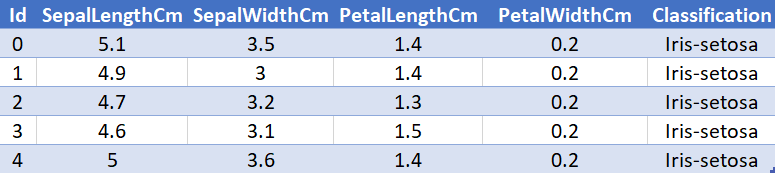 Id SepalLengthCm SepalWidthCm PetalLengthCm PetalWidthCm Classification
0 5.1 3.5 1.4 0.2 Iris-setosa
1 4.9 3 1.4 0.2 Iris-setosa
2 4.7 3.2 1.3 0.2 Iris-setosa
3 4.6 3.1 1.5 0.2 Iris-setosa
4 5 3.6 1.4 0.2 Iris-setosa